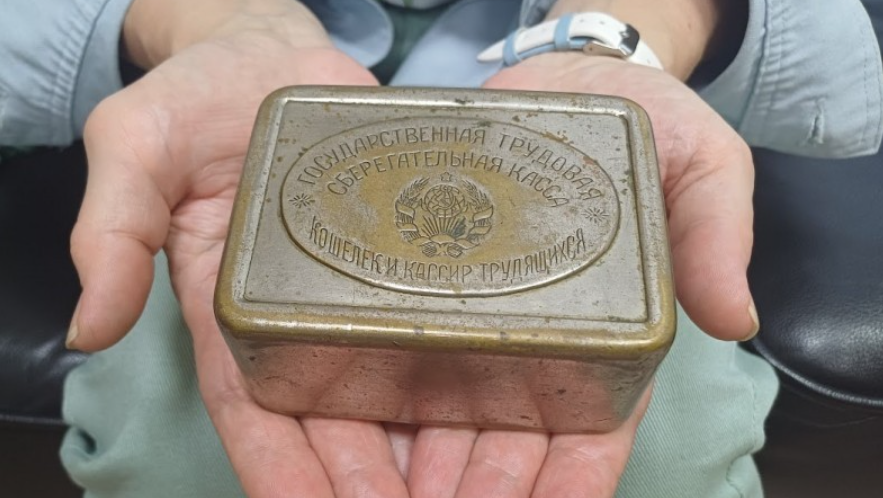 ГОСУДАРСТВЕННАЯ ТРУДОВАЯ
СБЕРЕГАТЕЛЬНАЯ КАССА
КОШЕЛЕК И КАССИР ТРУДЯЩИХСЯ